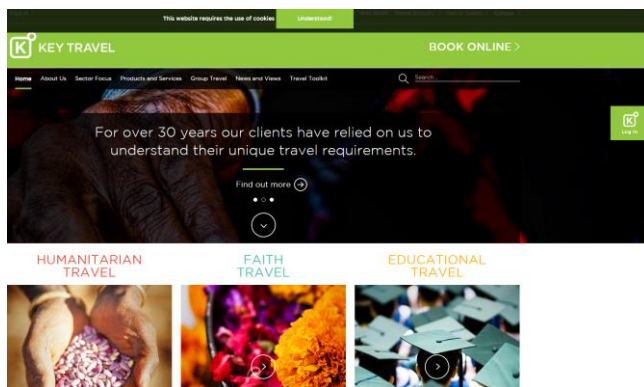 This website requires the use of cookies Understood!
K KEY TRAVEL
BOOK ONLINE >
Home About Us Sector Focus Products and Services Group Travel News and Views Travel Toolkit Search...
For over 30 years our clients have relied on us to
understand their unique travel requirements.
K
Log In
Find out more
HUMANITARIAN
TRAVEL
FAITH
TRAVEL
EDUCATIONAL
TRAVEL